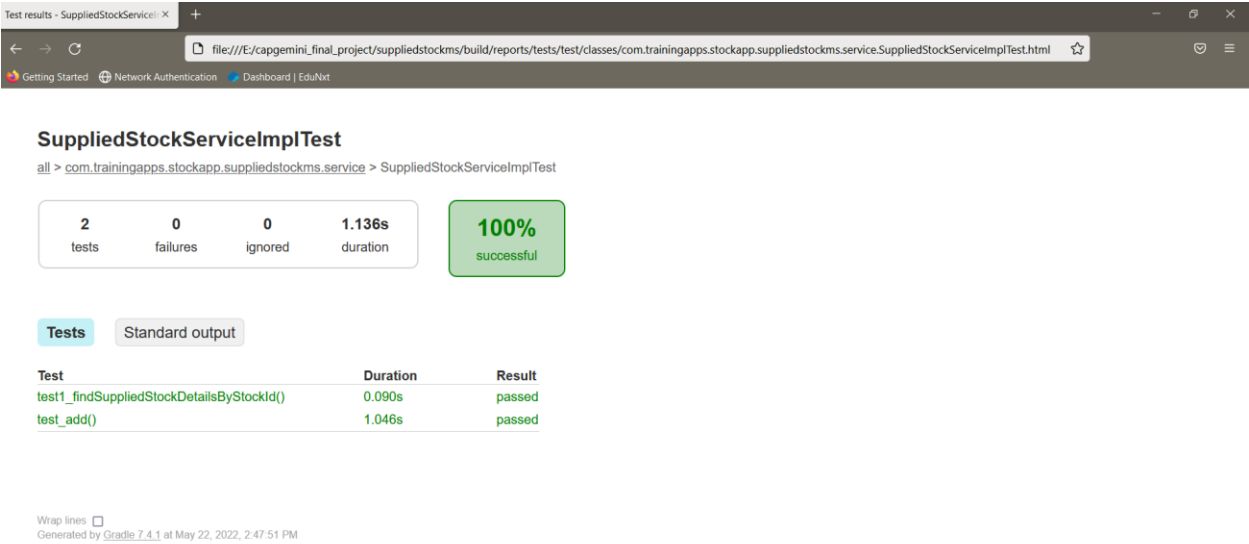 Test results - SuppliedStockServiceI
file:///E:/capgemini_final_project/suppliedstockms/build/reports/tests/test/classes/com.trainingapps.stockapp.suppliedstockms.service.SuppliedStockServiceImplTest.html
Getting Started Network Authentication Dashboard | EduNxt
SuppliedStockServiceImplTest
all > com.trainingapps.stockapp.suppliedstockms.service > SuppliedStockServiceImplTest
2 0 0 1.136s
tests failures ignored duration
100%
successful
Tests Standard output
Test Duration Result
test1_findSuppliedStockDetailsByStockId() 0.090s passed
test_add() 1.046s passed
Wrap lines
Generated by Gradle 7.4.1 at May 22, 2022, 2:47:51 PM